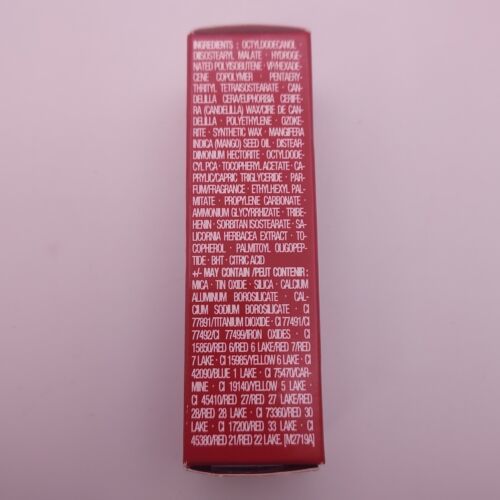 INGREDIENTS : OCTYLDODECANOL ·
DIISOSTEARYL MALATE · HYDROGE-
NATED POLYISOBUTENE · VP/HEXADE-
CENE COPOLYMER · PENTAERY-
THRITYL TETRAISOSTEARATE · CAN-
DELILLA CERA/EUPHORBIA CERIFE-
RA (CANDELILLA) WAX/CIRE DE CAN-
DELILLA · POLYETHYLENE · OZOKE-
RITE · SYNTHETIC WAX · MANGIFERA
INDICA (MANGO) SEED OIL · DISTEAR-
DIMONIUM HECTORITE · OCTYLDODE-
CYL PCA · TOCOPHERYL ACETATE · CA-
PRYLIC/CAPRIC TRIGLYCERIDE · PAR-
FUM/FRAGRANCE · ETHYLHEXYL PAL-
MITATE · PROPYLENE CARBONATE ·
AMMONIUM GLYCYRRHIZATE · TRIBE-
HENIN · SORBITAN ISOSTEARATE · SA-
LICORNIA HERBACEA EXTRACT · TO-
COPHEROL · PALMITOYL OLIGOPEP-
TIDE · BHT · CITRIC ACID
+/- MAY CONTAIN /PEUT CONTENIR :
MICA · TIN OXIDE · SILICA · CALCIUM
ALUMINUM BOROSILICATE · CAL-
CIUM SODIUM BOROSILICATE · CI
77891/TITANIUM DIOXIDE · CI 77491/CI
77492/CI 77499/IRON OXIDES · CI
15850/RED 6/RED 6 LAKE/RED 7/RED
7 LAKE · CI 15985/YELLOW 6 LAKE · CI
42090/BLUE 1 LAKE · CI 75470/CAR-
MINE · CI 19140/YELLOW 5 LAKE ·
CI 45410/RED 27/RED 27 LAKE/RED
28/RED 28 LAKE · CI 73360/RED 30
LAKE · CI 17200/RED 33 LAKE · CI
45380/RED 21/RED 22 LAKE. [M2719A]